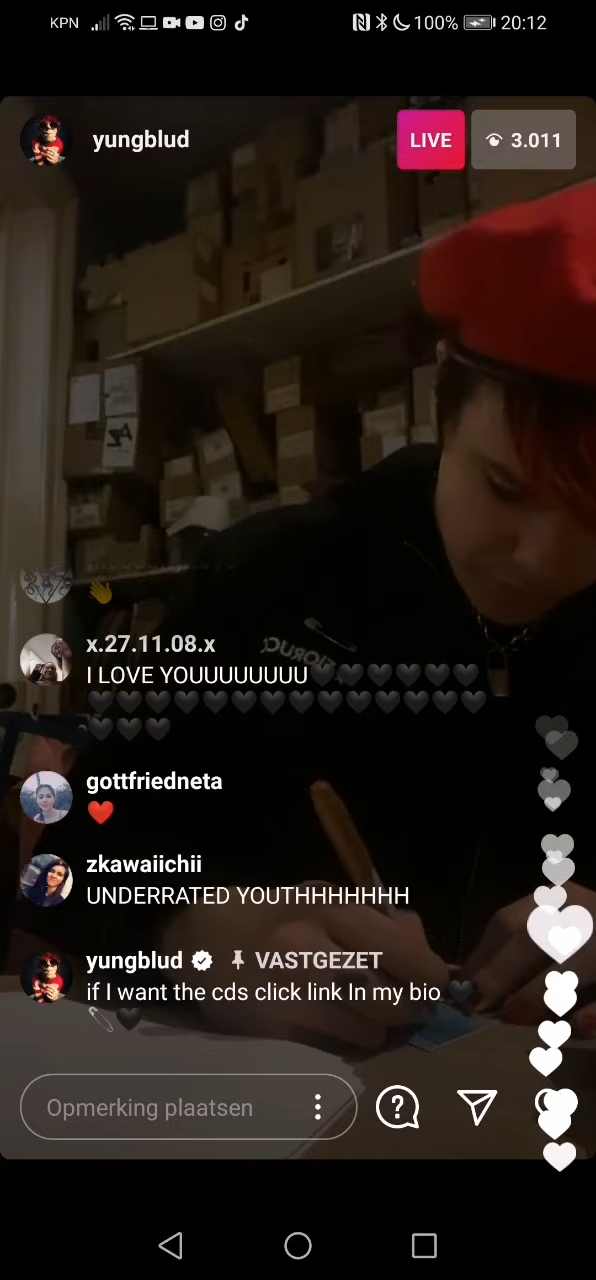 KPN 100% 20:12
yungblud LIVE 3.011
x.27.11.08.x
I LOVE YOUUUUUUUU🖤🖤🖤🖤🖤🖤
🖤🖤🖤🖤🖤🖤🖤🖤🖤🖤🖤🖤🖤🖤
🖤🖤🖤
gottfriedneta
❤️
zkawaiichii
UNDERRATED YOUTHHHHHHH
yungblud VASTGEZET
if I want the cds click link In my bio 🖤
🧷🖤
Opmerking plaatsen